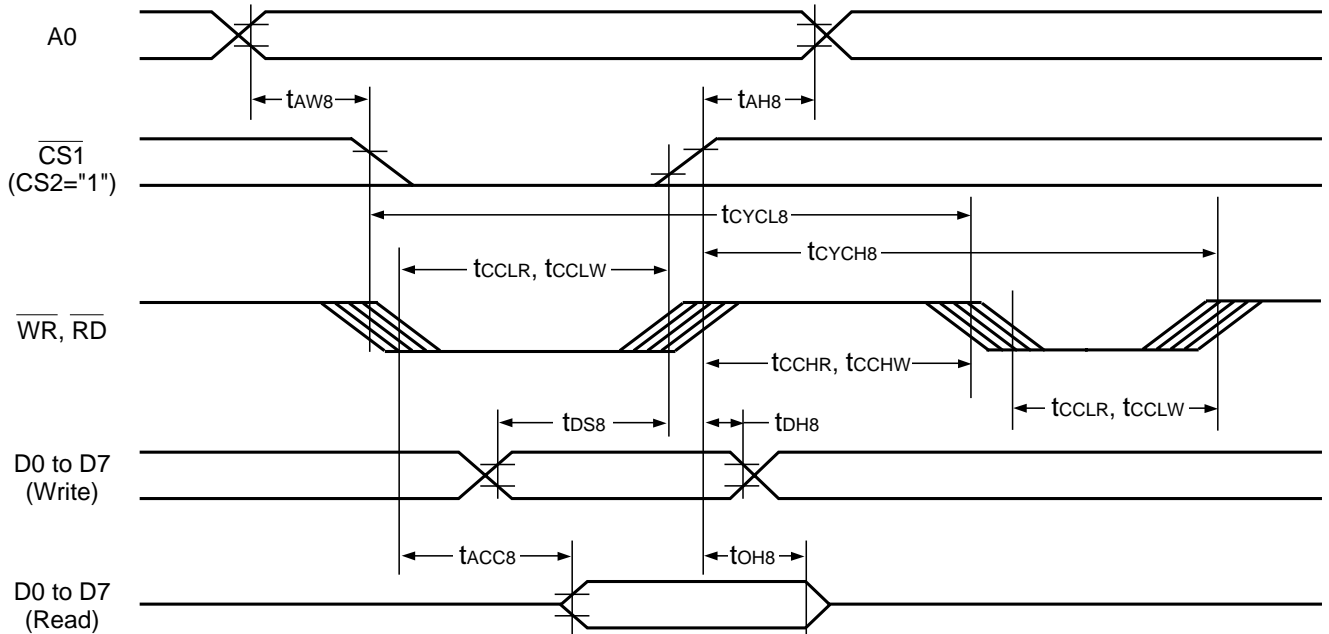 A0
tAW8
tAH8
CS1
(CS2="1")
tCYCL8
tCYCH8
tCCLR, tCCLW
WR, RD
tCCHR, tCCHW
tCCLR, tCCLW
tDS8
tDH8
D0 to D7
(Write)
tACC8
tOH8
D0 to D7
(Read)